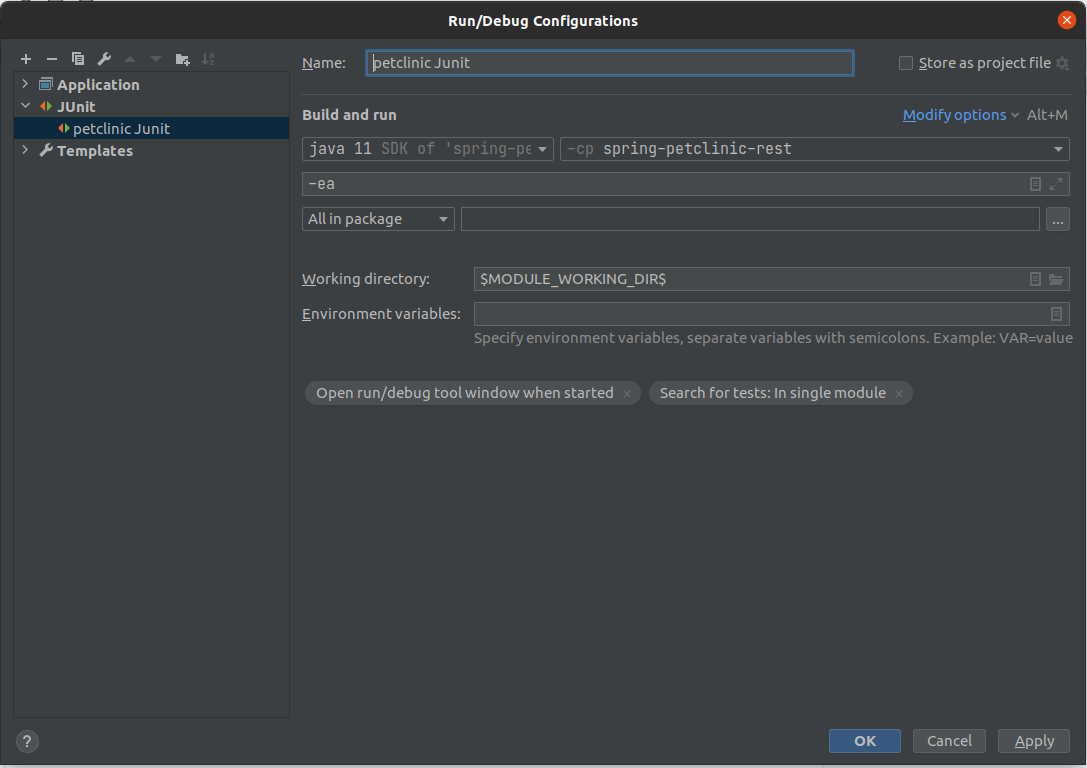 Run/Debug Configurations
Application
JUnit
petclinic Junit
Templates
Name: petclinic Junit Store as project file
Build and run Modify options Alt+M
java 11 SDK of 'spring-pe -cp spring-petclinic-rest
-ea
All in package ...
Working directory: $MODULE_WORKING_DIR$
Environment variables:
Specify environment variables, separate variables with semicolons. Example: VAR=value
Open run/debug tool window when started × Search for tests: In single module ×
? OK Cancel Apply